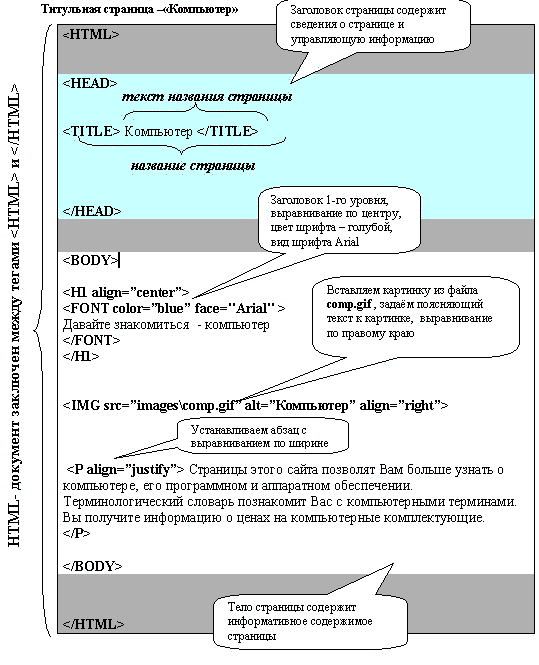 Титульная страница –«Компьютер»
Заголовок страницы содержит
сведения о странице и
управляющую информацию
HTML- документ заключен между тегами <HTML> и </HTML>
<HTML>
<HEAD>
текст названия страницы
<TITLE> Компьютер </TITLE>
название страницы
</HEAD>
Заголовок 1-го уровня,
выравнивание по центру,
цвет шрифта – голубой,
вид шрифта Arial
<BODY>
<H1 align=”center”>
<FONT color=”blue” face=''Arial'' >
Давайте знакомиться - компьютер
</FONT>
</H1>
Вставляем картинку из файла
comp.gif , задаём поясняющий
текст к картинке, выравнивание
по правому краю
<IMG src=”images\comp.gif” alt=”Компьютер” align=”right”>
Устанавливаем абзац с
выравниванием по ширине
<P align=”justify”> Страницы этого сайта позволят Вам больше узнать о
компьютере, его программном и аппаратном обеспечении.
Терминологический словарь познакомит Вас с компьютерными терминами.
Вы получите информацию о ценах на компьютерные комплектующие.
</P>
</BODY>
Тело страницы содержит
информативное содержимое
страницы
</HTML>